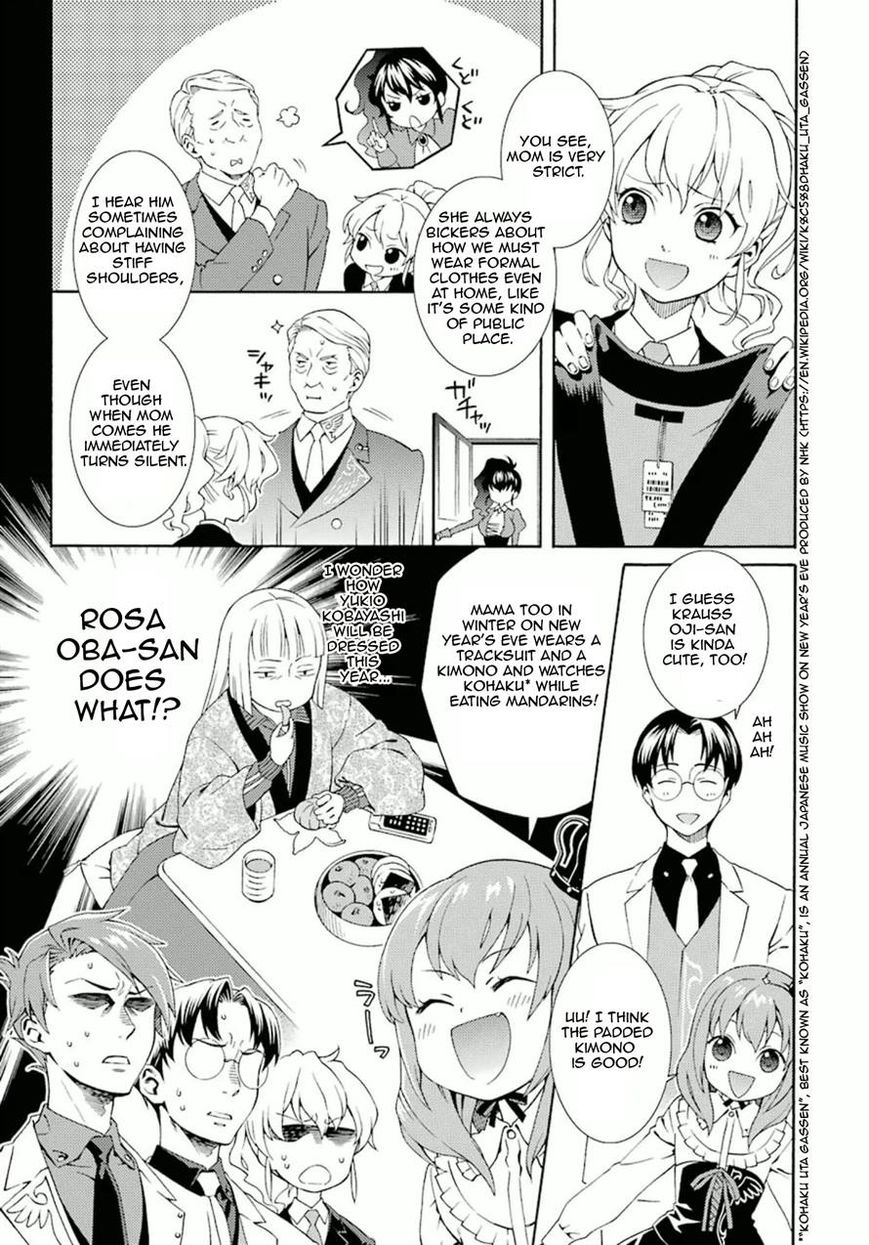 YOU SEE,
MOM IS VERY
STRICT.
SHE ALWAYS
BICKERS ABOUT
HOW WE MUST
WEAR FORMAL
CLOTHES EVEN
AT HOME, LIKE
IT'S SOME KIND
OF PUBLIC
PLACE.
くど
くど
I HEAR HIM
SOMETIMES
COMPLAINING
ABOUT HAVING
STIFF
SHOULDERS,
ガチャッ
シャキッ
EVEN
THOUGH
WHEN MOM
COMES HE
IMMEDIATELY
TURNS SILENT.
I GUESS
KRAUSS
OJI-SAN
IS KINDA
CUTE, TOO!
AH
AH
AH!
UU! I THINK
THE PADDED
KIMONO
IS GOOD!
MAMA TOO IN
WINTER ON NEW
YEAR'S EVE WEARS A
TRACKSUIT AND A
KIMONO AND WATCHES
KOHAKU* WHILE
EATING MANDARINS!
I WONDER
HOW
YUKIO
KOBAYASHI
WILL BE
DRESSED
THIS
YEAR...
うー
ROSA
OBA-SAN
DOES
WHAT!?
*"KOHAKU UTA GASSEN", BEST KNOWN AS "KOHAKU", IS AN ANNUAL JAPANESE MUSIC SHOW ON NEW YEAR'S EVE PRODUCED BY NHK (HTTPS://EN.WIKIPEDIA.ORG/WIKI/K%C5%8DHAKU_UTA_GASSEN)